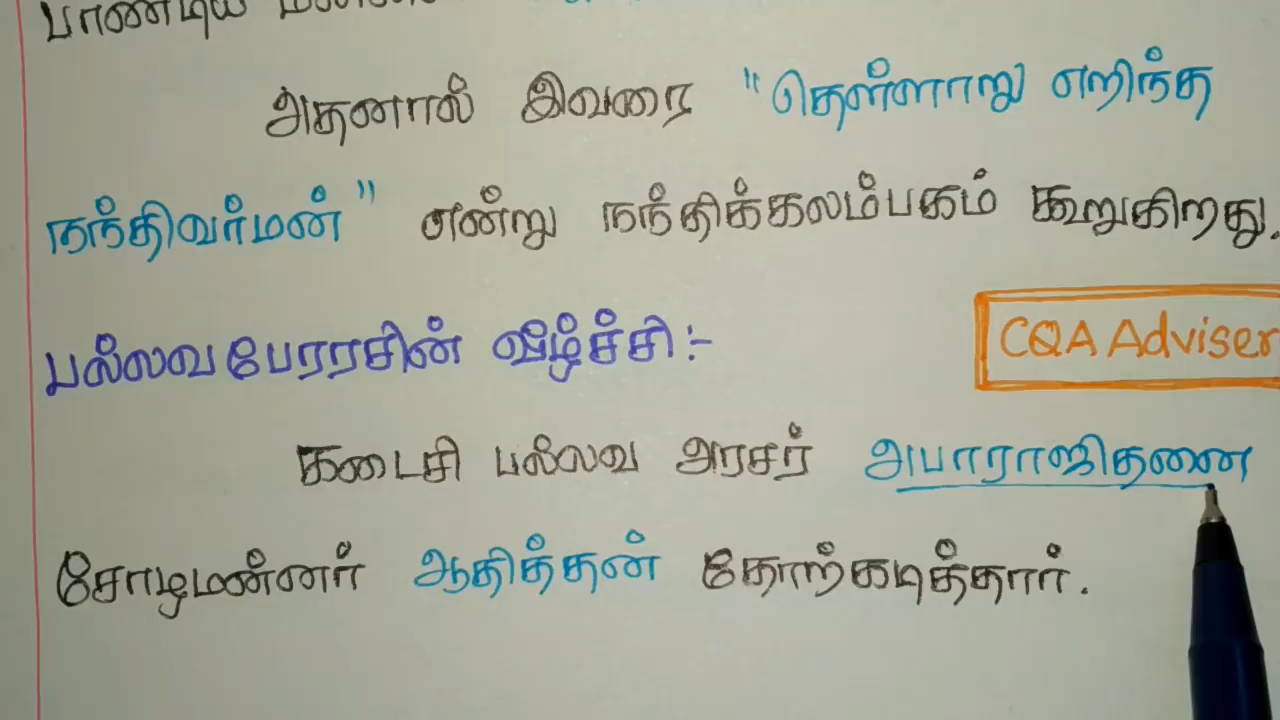 பாண்டிய
அதனால் இவரை "தெள்ளாறு எறிந்த
நந்திவர்மன்" என்று நந்திக்கலம்பகம் கூறுகிறது.
பல்லவ பேரரசின் வீழ்ச்சி :-
CQA Adviser
கடைசி பல்லவ அரசர் அபாராஜிதனை
சோழமன்னர் ஆதித்தன் தோற்கடித்தார்.